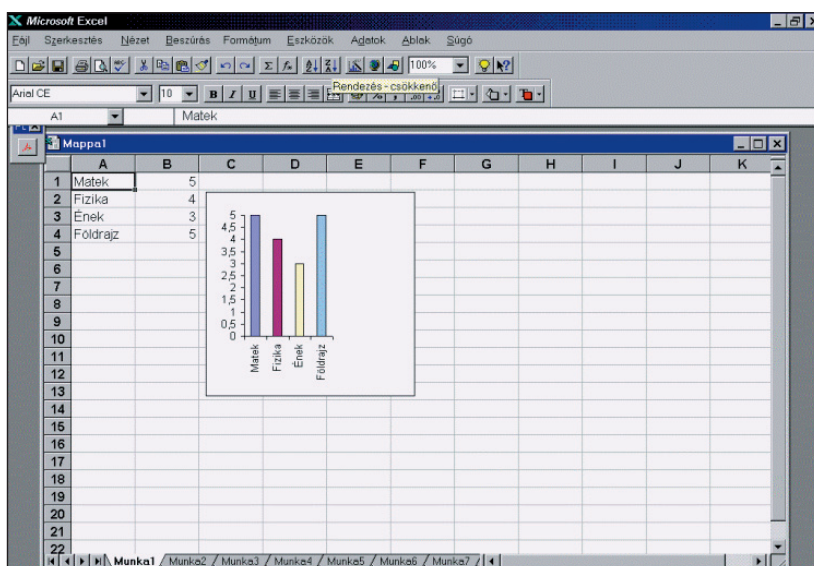 Microsoft Excel
Fájl Szerkesztés Nézet Beszúrás Formátum Eszközök Adatok Ablak Súgó
100%
Rendezés - csökkenő
Arial CE 10 B I U
A1 Matek
Mappa1
A B C D E F G H I J K
1 Matek 5
2 Fizika 4
3 Ének 3
4 Földrajz 5
5
6
7
8
9
10
11
12
13
14
15
16
17
18
19
20
21
22
5
4,5
4
3,5
3
2,5
2
1,5
1
0,5
0
Matek
Fizika
Ének
Földrajz
Munka1 Munka2 Munka3 Munka4 Munka5 Munka6 Munka7